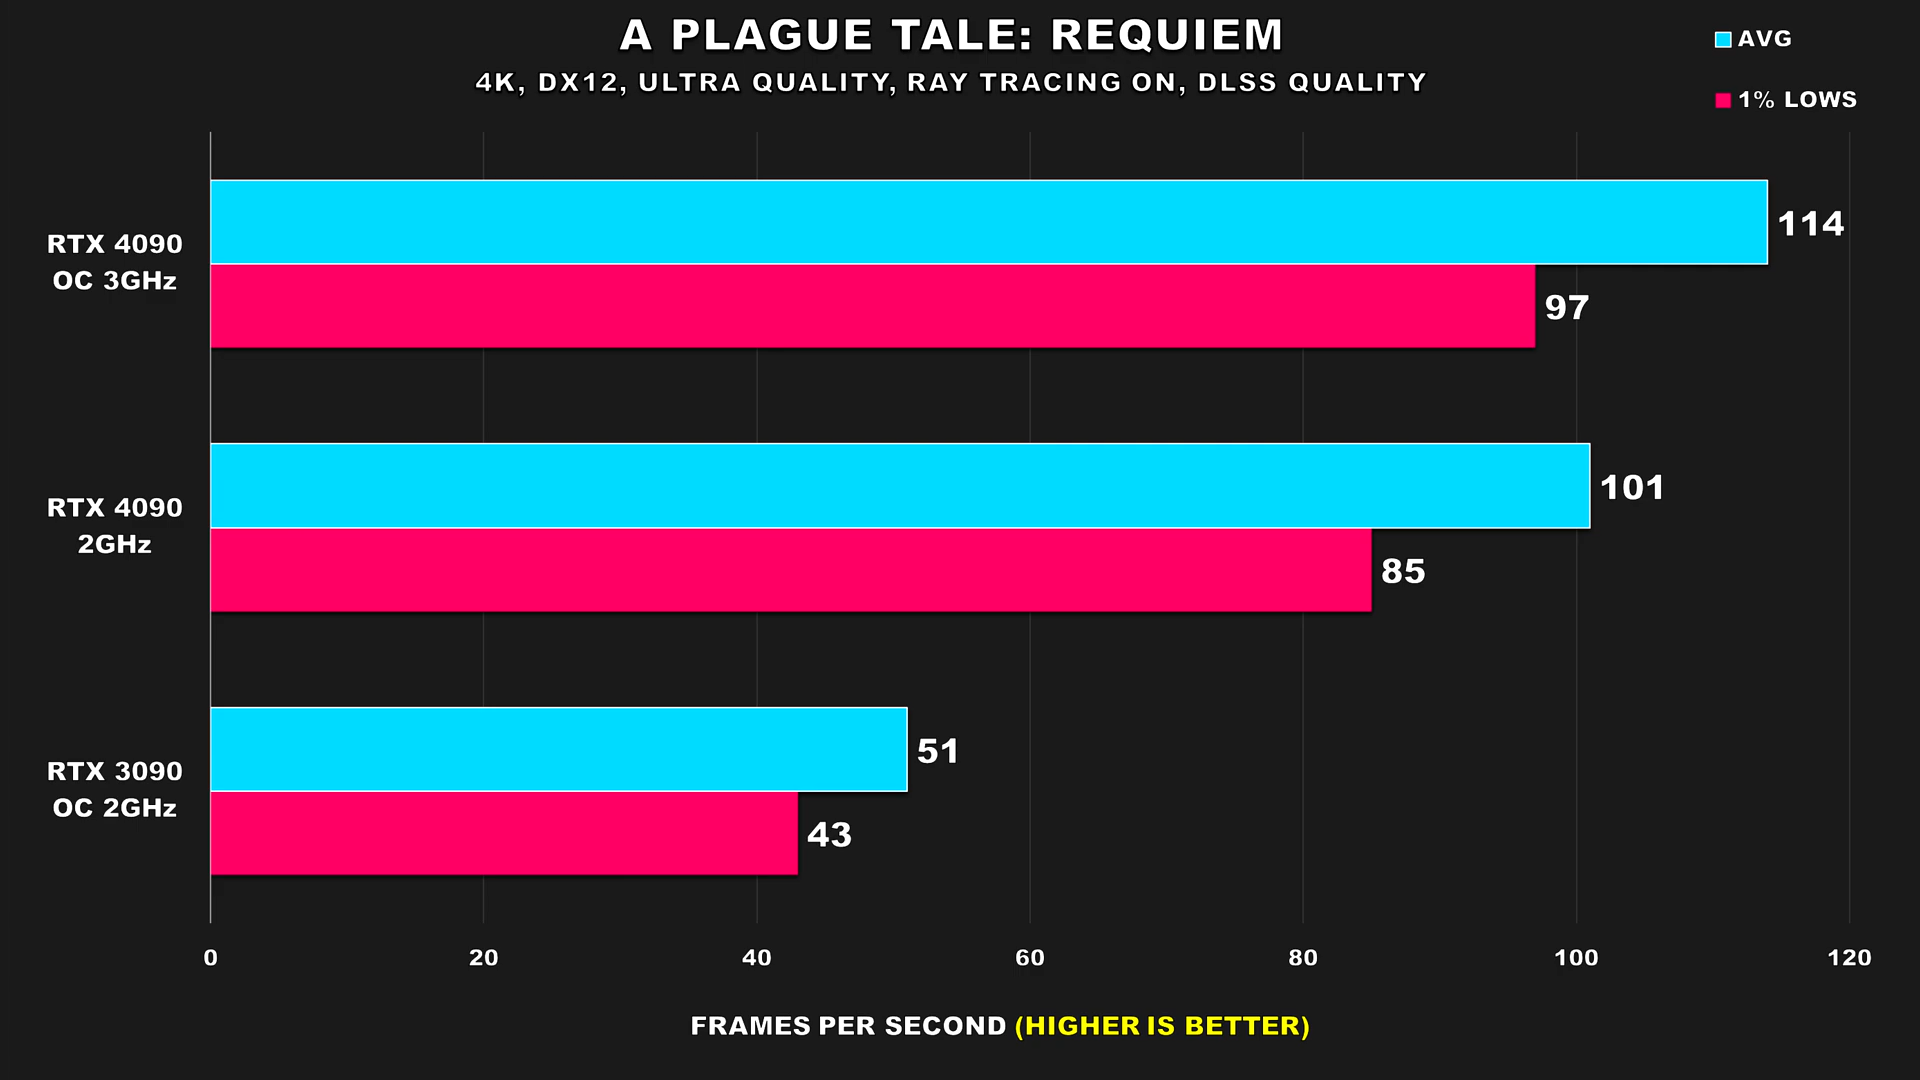 A PLAGUE TALE: REQUIEM
4K, DX12, ULTRA QUALITY, RAY TRACING ON, DLSS QUALITY
AVG
1% LOWS
RTX 4090
OC 3GHz
114
97
RTX 4090
2GHz
101
85
RTX 3090
OC 2GHz
51
43
0 20 40 60 80 100 120
FRAMES PER SECOND (HIGHER IS BETTER)